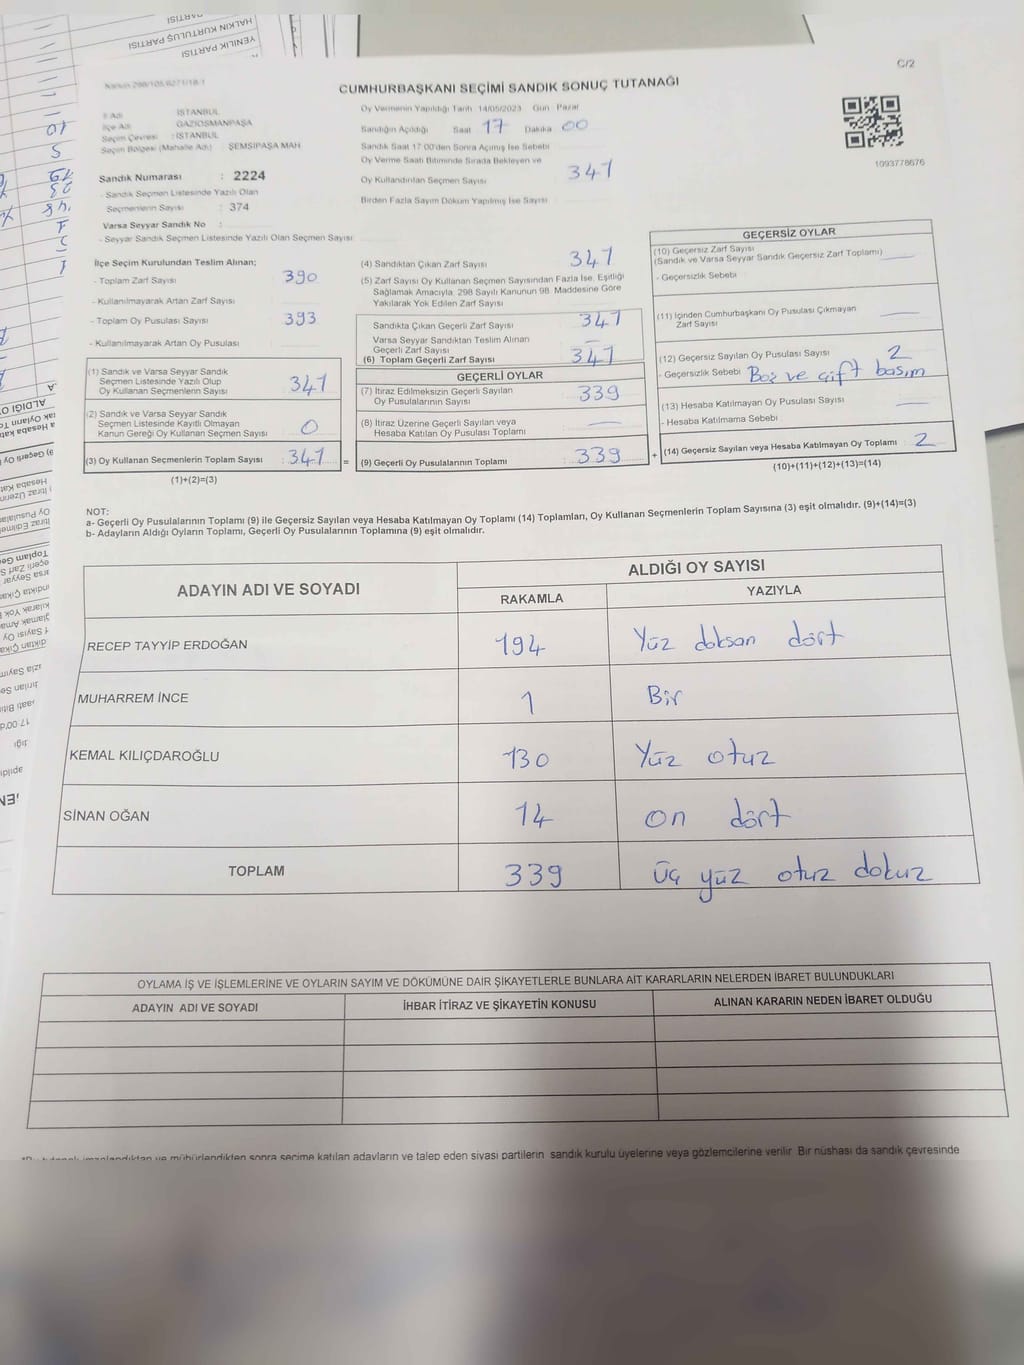 C/2
Kanun 298/105,6271/18-1
CUMHURBAŞKANI SEÇİMİ SANDIK SONUÇ TUTANAĞI
İl Adı : İSTANBUL
İlçe Adı : GAZİOSMANPAŞA
Seçim Çevresi : İSTANBUL
Seçim Bölgesi (Mahalle Adı) : ŞEMSİPAŞA MAH
Sandık Numarası : 2224
- Sandık Seçmen Listesinde Yazılı Olan
Seçmenlerin Sayısı : 374
Varsa Seyyar Sandık No :
- Seyyar Sandık Seçmen Listesinde Yazılı Olan Seçmen Sayısı
Oy Vermenin Yapıldığı Tarih 14/05/2023 Gün Pazar
Sandığın Açıldığı Saat 17 Dakika 00
Sandık Saat 17:00'den Sonra Açılmış İse Sebebi
Oy Verme Saati Bitiminde Sırada Bekleyen ve
Oy Kullandırılan Seçmen Sayısı 347
Birden Fazla Sayım Döküm Yapılmış İse Sayısı
1093778676
İlçe Seçim Kurulundan Teslim Alınan;
- Toplam Zarf Sayısı 390
- Kullanılmayarak Artan Zarf Sayısı
- Toplam Oy Pusulası Sayısı 393
- Kullanılmayarak Artan Oy Pusulası
(1) Sandık ve Varsa Seyyar Sandık
Seçmen Listesinde Yazılı Olup
Oy Kullanan Seçmenlerin Sayısı : 341
(2) Sandık ve Varsa Seyyar Sandık
Seçmen Listesinde Kayıtlı Olmayan
Kanun Gereği Oy Kullanan Seçmen Sayısı : 0
(3) Oy Kullanan Seçmenlerin Toplam Sayısı : 341 =
(1)+(2)=(3)
(4) Sandıktan Çıkan Zarf Sayısı 341
(5) Zarf Sayısı Oy Kullanan Seçmen Sayısından Fazla İse, Eşitliği
Sağlamak Amacıyla, 298 Sayılı Kanunun 98. Maddesine Göre
Yakılarak Yok Edilen Zarf Sayısı
Sandıkta Çıkan Geçerli Zarf Sayısı : 341
Varsa Seyyar Sandıktan Teslim Alınan
Geçerli Zarf Sayısı : —
(6) Toplam Geçerli Zarf Sayısı : 341
GEÇERLİ OYLAR
(7) İtiraz Edilmeksizin Geçerli Sayılan
Oy Pusulalarının Sayısı : 339
(8) İtiraz Üzerine Geçerli Sayılan veya
Hesaba Katılan Oy Pusulası Toplamı : —
(9) Geçerli Oy Pusulalarının Toplamı : 339 +
GEÇERSİZ OYLAR
(10) Geçersiz Zarf Sayısı
(Sandık ve Varsa Seyyar Sandık Geçersiz Zarf Toplamı) —
- Geçersizlik Sebebi
(11) İçinden Cumhurbaşkanı Oy Pusulası Çıkmayan
Zarf Sayısı —
(12) Geçersiz Sayılan Oy Pusulası Sayısı 2
- Geçersizlik Sebebi Boş ve çift basım
(13) Hesaba Katılmayan Oy Pusulası Sayısı —
- Hesaba Katılmama Sebebi
(14) Geçersiz Sayılan veya Hesaba Katılmayan Oy Toplamı : 2
(10)+(11)+(12)+(13)=(14)
NOT:
a- Geçerli Oy Pusulalarının Toplamı (9) ile Geçersiz Sayılan veya Hesaba Katılmayan Oy Toplamı (14) Toplamları, Oy Kullanan Seçmenlerin Toplam Sayısına (3) eşit olmalıdır. (9)+(14)=(3)
b- Adayların Aldığı Oyların Toplamı, Geçerli Oy Pusulalarının Toplamına (9) eşit olmalıdır.
ADAYIN ADI VE SOYADI ALDIĞI OY SAYISI
RAKAMLA YAZIYLA
RECEP TAYYİP ERDOĞAN 194 Yüz doksan dört
MUHARREM İNCE 1 Bir
KEMAL KILIÇDAROĞLU 130 Yüz otuz
SİNAN OĞAN 14 on dört
TOPLAM 339 üç yüz otuz dokuz
OYLAMA İŞ VE İŞLEMLERİNE VE OYLARIN SAYIM VE DÖKÜMÜNE DAİR ŞİKAYETLERLE BUNLARA AİT KARARLARIN NELERDEN İBARET BULUNDUKLARI
ADAYIN ADI VE SOYADI İHBAR İTİRAZ VE ŞİKAYETİN KONUSU ALINAN KARARIN NEDEN İBARET OLDUĞU
imzalandıktan ve mühürlendikten sonra seçime katılan adayların ve talep eden siyasi partilerin sandık kurulu üyelerine veya gözlemcilerine verilir Bir nüshası da sandık çevresinde
YENİLİK PARTİSİ
HALKIN KURTULUŞ PARTİSİ